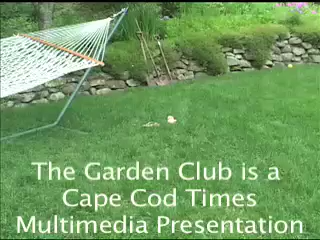 The Garden Club is a
Cape Cod Times
Multimedia Presentation